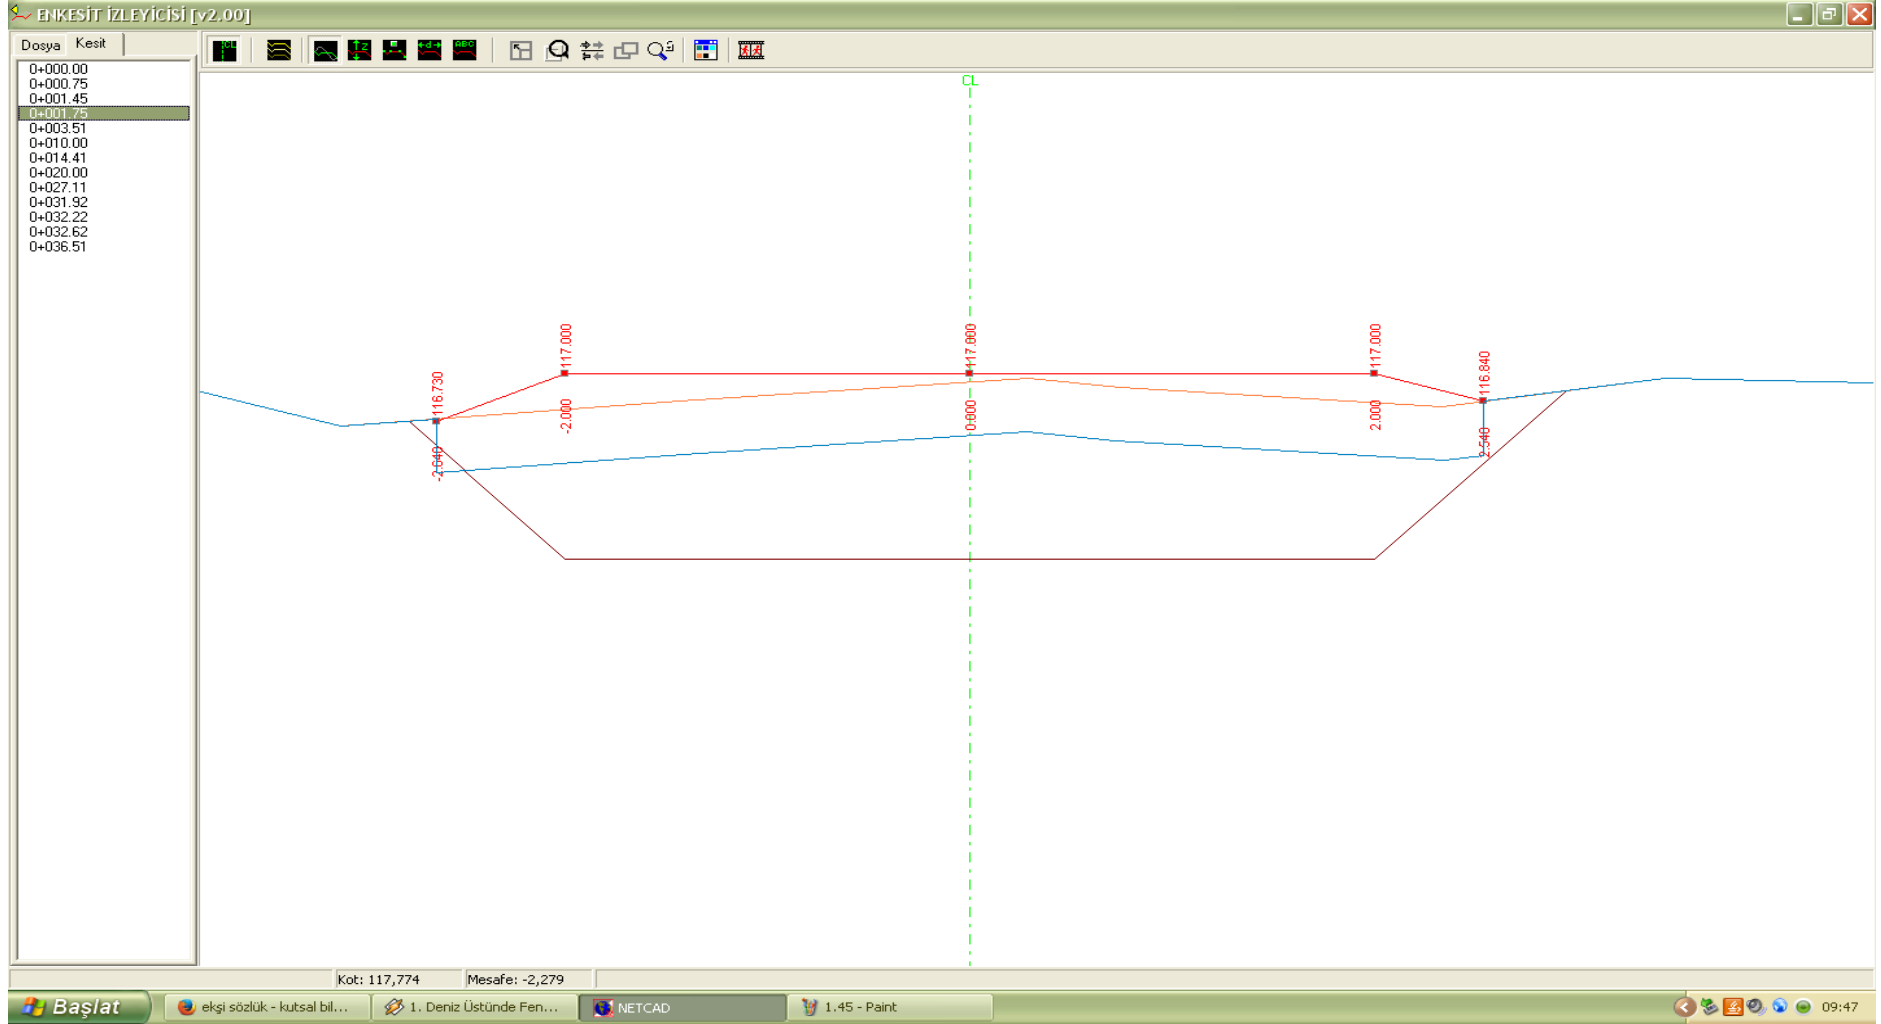 ENKESİT İZLEYİCİSİ [v2.00]
Dosya Kesit
0+000.00
0+000.75
0+001.45
0+001.75
0+003.51
0+010.00
0+014.41
0+020.00
0+027.11
0+031.92
0+032.22
0+032.62
0+036.51
CL
CL
Z
d
ABC
116.730
117.000
117.000
117.000
116.840
-2.000
0.000
2.000
2.540
Kot: 117,774
Mesafe: -2,279
Başlat
ekşi sözlük - kutsal bil...
1. Deniz Üstünde Fen...
NETCAD
1.45 - Paint
09:47